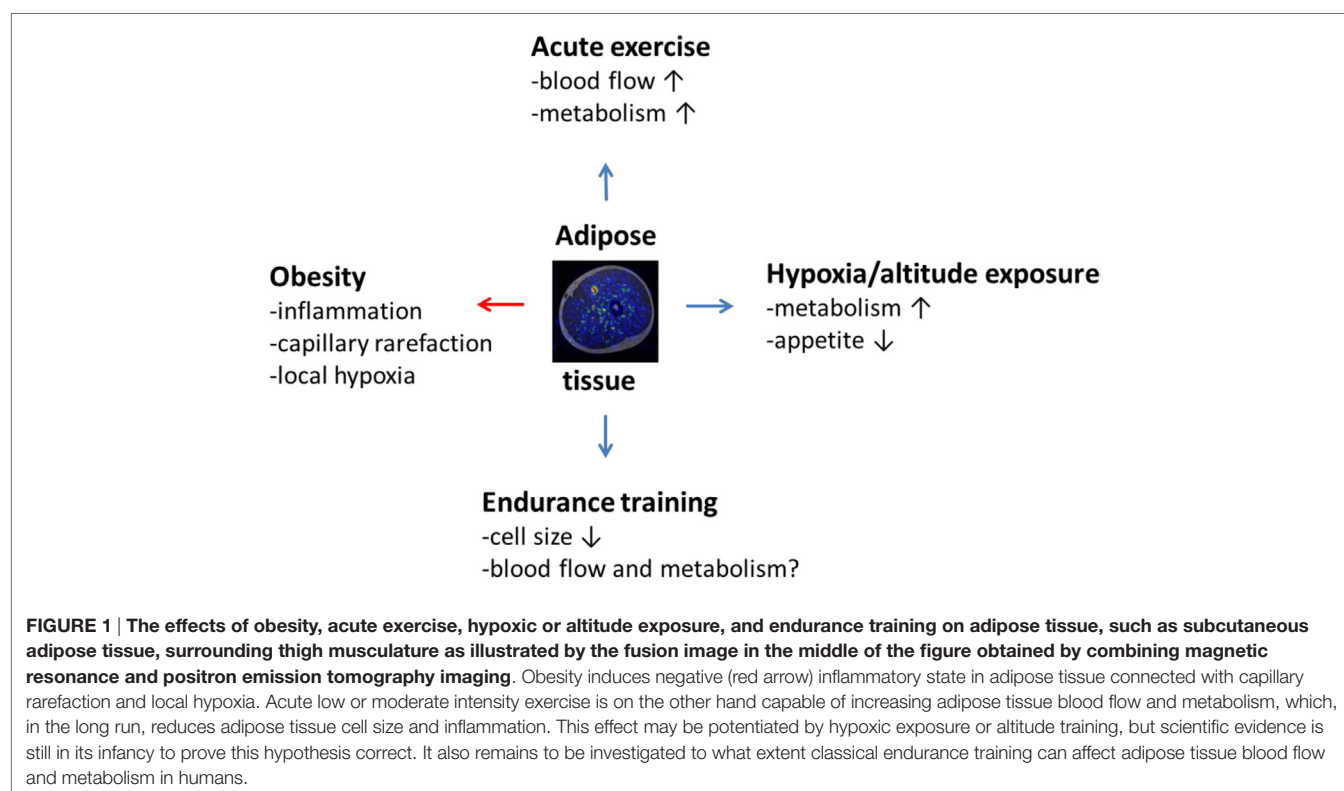 Acute exercise
-blood flow ↑
-metabolism ↑
Adipose
tissue
Obesity
-inflammation
-capillary rarefaction
-local hypoxia
Hypoxia/altitude exposure
-metabolism ↑
-appetite ↓
Endurance training
-cell size ↓
-blood flow and metabolism?
FIGURE 1 | The effects of obesity, acute exercise, hypoxic or altitude exposure, and endurance training on adipose tissue, such as subcutaneous
adipose tissue, surrounding thigh musculature as illustrated by the fusion image in the middle of the figure obtained by combining magnetic
resonance and positron emission tomography imaging. Obesity induces negative (red arrow) inflammatory state in adipose tissue connected with capillary
rarefaction and local hypoxia. Acute low or moderate intensity exercise is on the other hand capable of increasing adipose tissue blood flow and metabolism, which,
in the long run, reduces adipose tissue cell size and inflammation. This effect may be potentiated by hypoxic exposure or altitude training, but scientific evidence is
still in its infancy to prove this hypothesis correct. It also remains to be investigated to what extent classical endurance training can affect adipose tissue blood flow
and metabolism in humans.